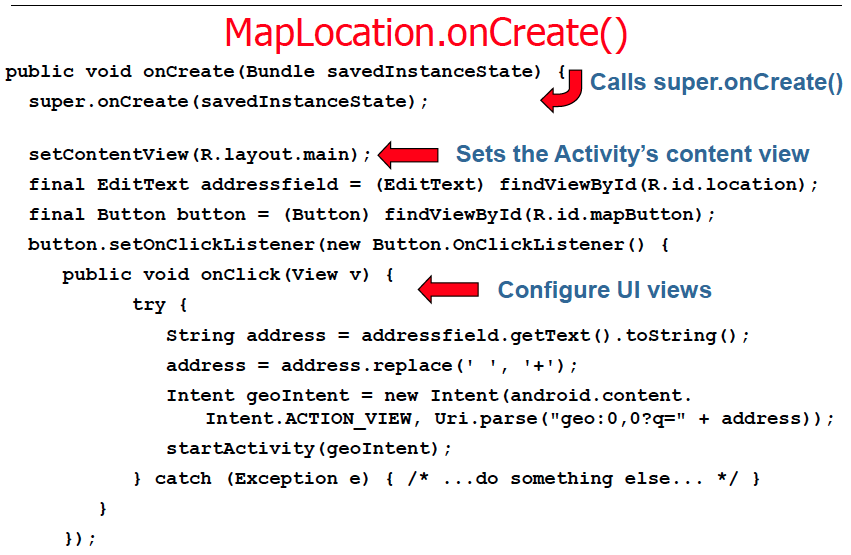 MapLocation.onCreate()
public void onCreate(Bundle savedInstanceState) {
Calls super.onCreate()
super.onCreate(savedInstanceState);
setContentView(R.layout.main);
Sets the Activity’s content view
final EditText addressfield = (EditText) findViewById(R.id.location);
final Button button = (Button) findViewById(R.id.mapButton);
button.setOnClickListener(new Button.OnClickListener() {
public void onClick(View v) {
Configure UI views
try {
String address = addressfield.getText().toString();
address = address.replace(' ', '+');
Intent geoIntent = new Intent(android.content.
Intent.ACTION_VIEW, Uri.parse("geo:0,0?q=" + address));
startActivity(geoIntent);
} catch (Exception e) { /* ...do something else... */ }
}
});